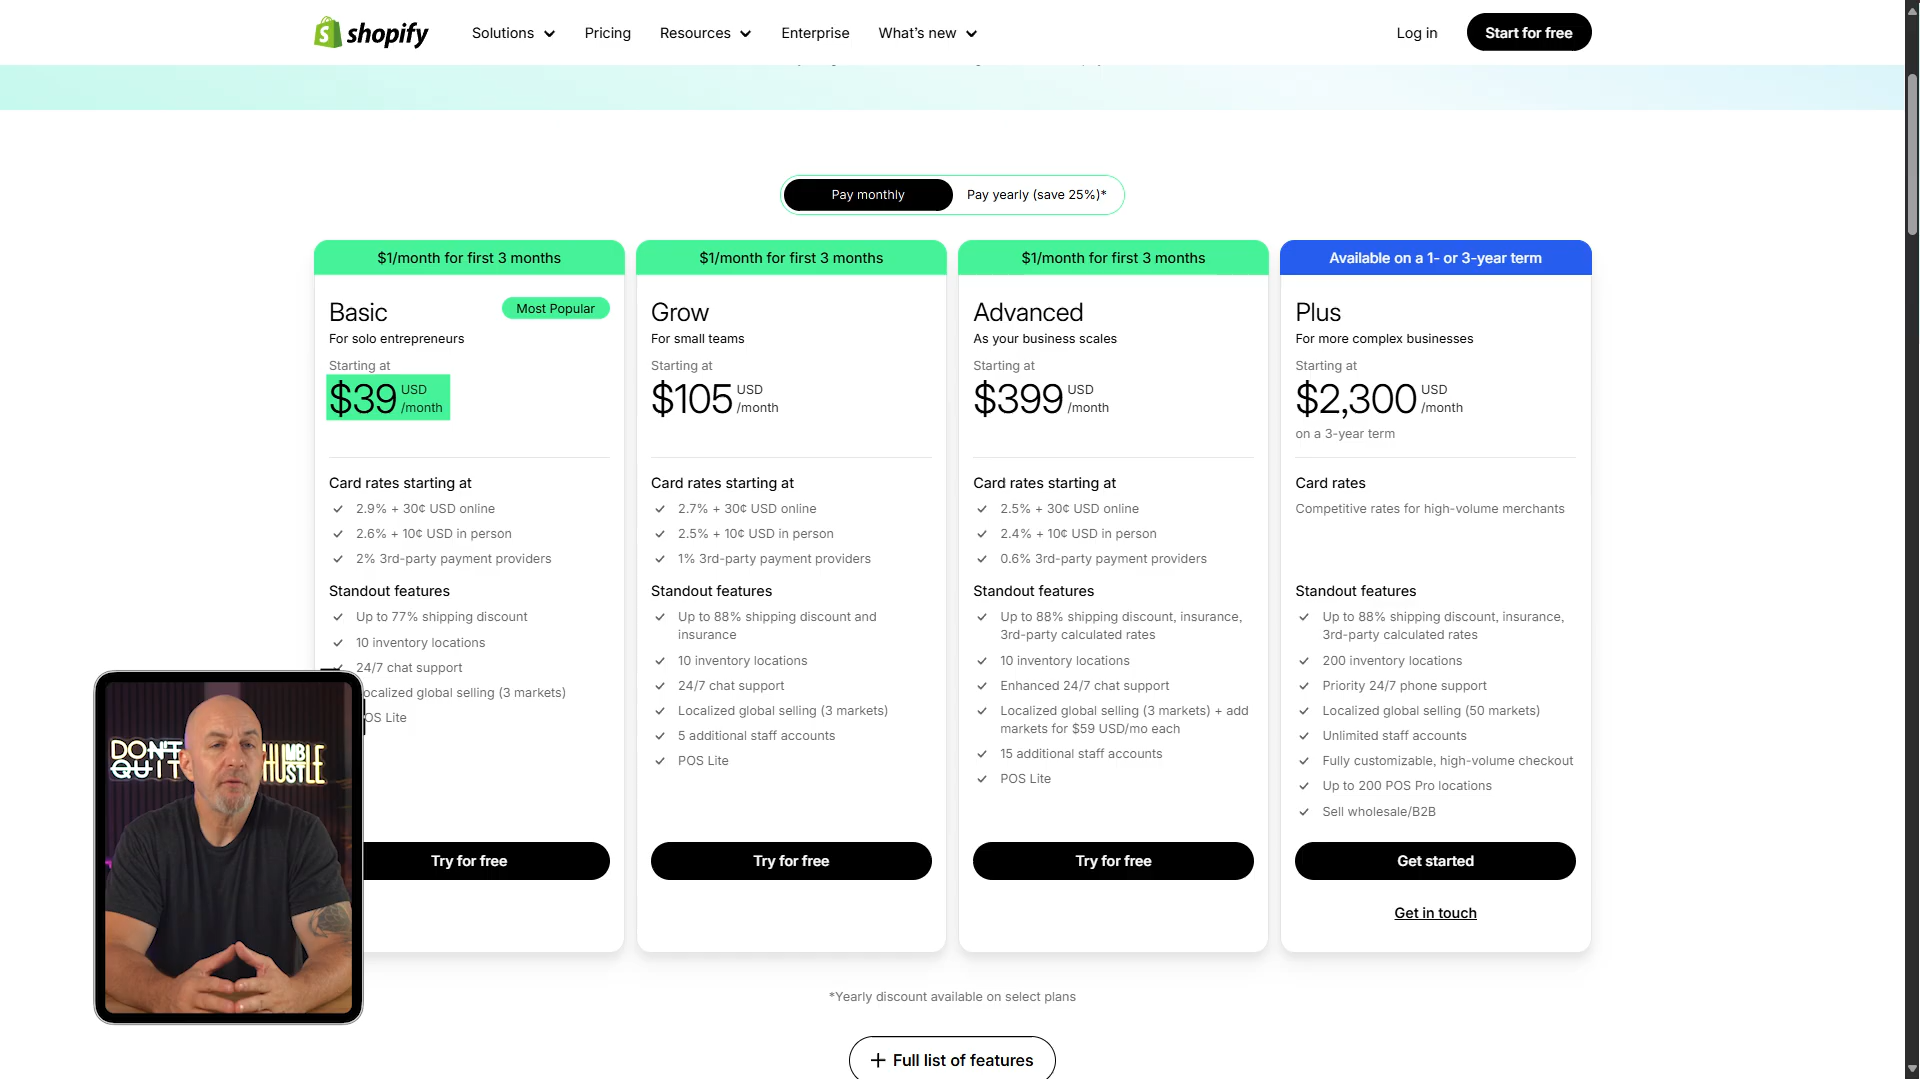 shopify
Solutions
Pricing
Resources
Enterprise
What's new
Log in
Start for free
Pay monthly
Pay yearly (save 25%)*
$1/month for first 3 months
Basic
Most Popular
For solo entrepreneurs
Starting at
$39 USD /month
Card rates starting at
2.9% + 30¢ USD online
2.6% + 10¢ USD in person
2% 3rd-party payment providers
Standout features
Up to 77% shipping discount
10 inventory locations
24/7 chat support
ocalized global selling (3 markets)
OS Lite
Try for free
$1/month for first 3 months
Grow
For small teams
Starting at
$105 USD /month
Card rates starting at
2.7% + 30¢ USD online
2.5% + 10¢ USD in person
1% 3rd-party payment providers
Standout features
Up to 88% shipping discount and
insurance
10 inventory locations
24/7 chat support
Localized global selling (3 markets)
5 additional staff accounts
POS Lite
Try for free
$1/month for first 3 months
Advanced
As your business scales
Starting at
$399 USD /month
Card rates starting at
2.5% + 30¢ USD online
2.4% + 10¢ USD in person
0.6% 3rd-party payment providers
Standout features
Up to 88% shipping discount, insurance,
3rd-party calculated rates
10 inventory locations
Enhanced 24/7 chat support
Localized global selling (3 markets) + add
markets for $59 USD/mo each
15 additional staff accounts
POS Lite
Try for free
Available on a 1- or 3-year term
Plus
For more complex businesses
Starting at
$2,300 USD /month
on a 3-year term
Card rates
Competitive rates for high-volume merchants
Standout features
Up to 88% shipping discount, insurance,
3rd-party calculated rates
200 inventory locations
Priority 24/7 phone support
Localized global selling (50 markets)
Unlimited staff accounts
Fully customizable, high-volume checkout
Up to 200 POS Pro locations
Sell wholesale/B2B
Get started
Get in touch
DON'T
QUIT
HUSTLE
*Yearly discount available on select plans
+ Full list of features